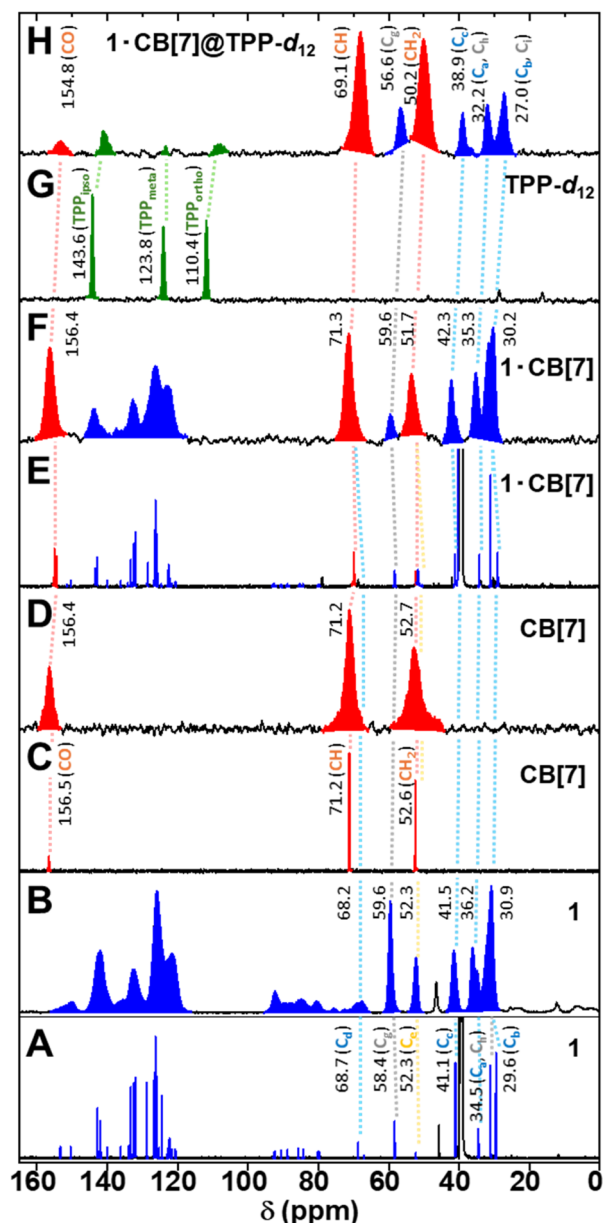 H
1·CB[7]@TPP-d12
154.8 (CO)
69.1 (CH)
56.6 (Cg)
50.2 (CH2)
38.9 (Cc)
32.2 (Ca, Ch)
27.0 (Cb, Ci)
G
TPP-d12
143.6 (TPPipso)
123.8 (TPPmeta)
110.4 (TPPortho)
F
1·CB[7]
156.4
71.3
59.6
51.7
42.3
35.3
30.2
E
1·CB[7]
D
CB[7]
156.4
71.2
52.7
C
CB[7]
156.5 (CO)
71.2 (CH)
52.6 (CH2)
B
1
68.2
59.6
52.3
41.5
36.2
30.9
A
1
68.7 (Cd)
58.4 (Cg)
52.3 (Ce)
41.1 (Cc)
34.5 (Ca, Ch)
29.6 (Cb)
160 140 120 100 80 60 40 20 0
δ (ppm)